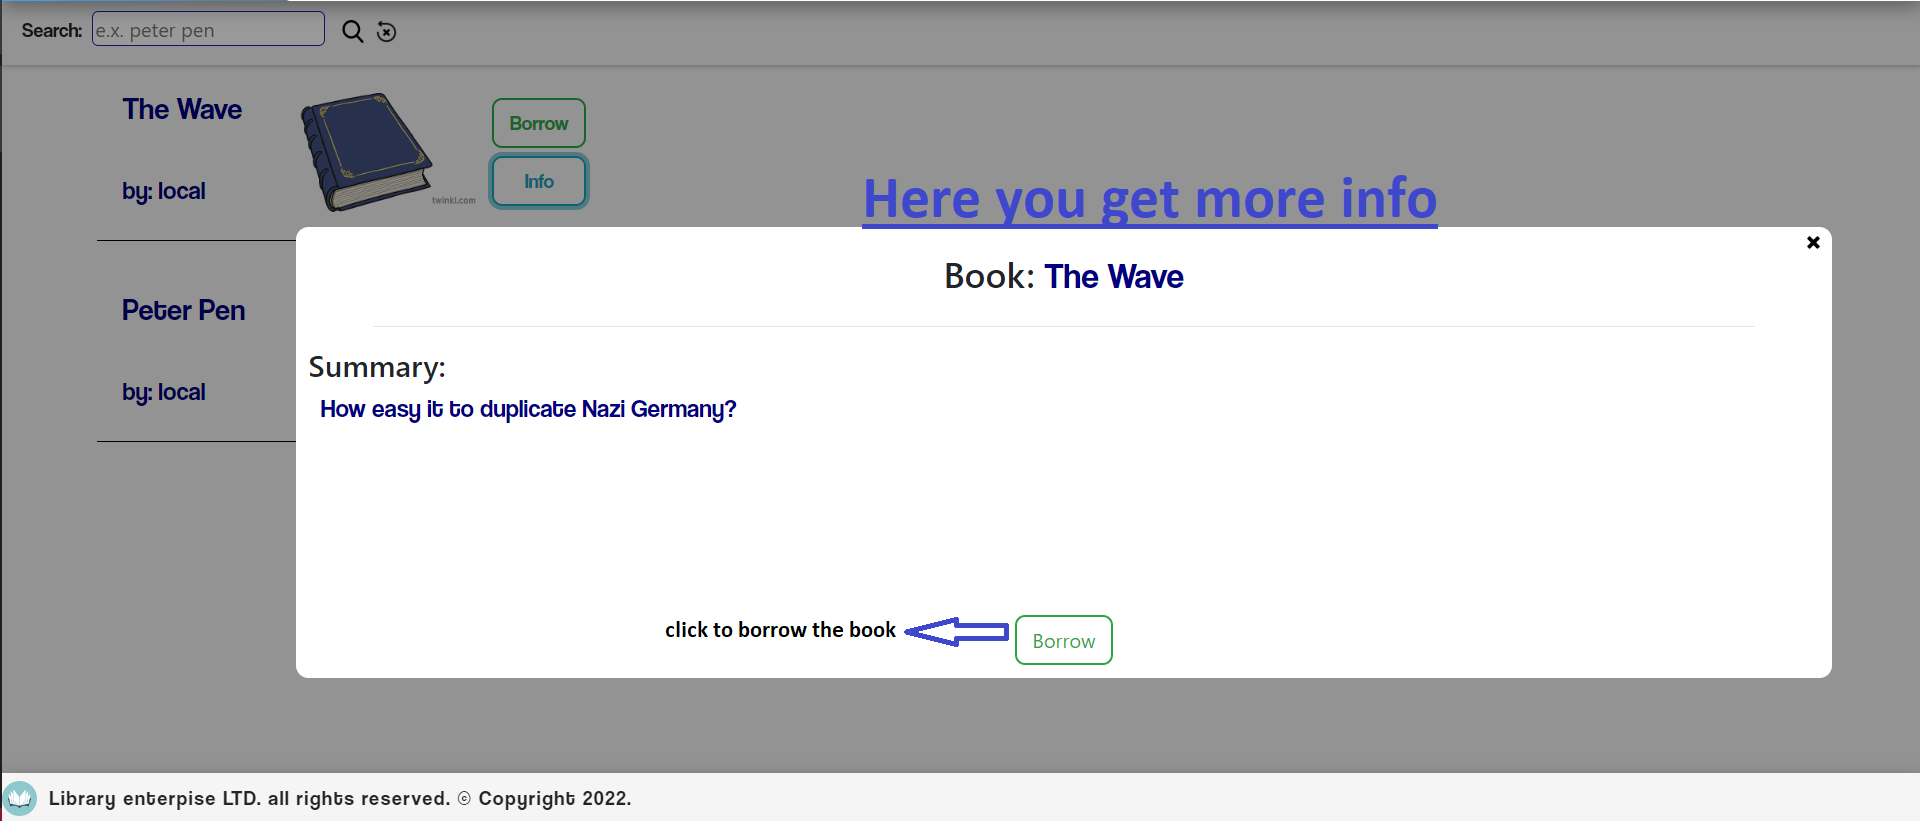 Search: e.x. peter pen
The Wave
Borrow
Info
by: local
twinkl.com
Here you get more info
Book: The Wave
Peter Pen
Summary:
How easy it to duplicate Nazi Germany?
by: local
click to borrow the book
Borrow
Library enterpise LTD. all rights reserved. © Copyright 2022.